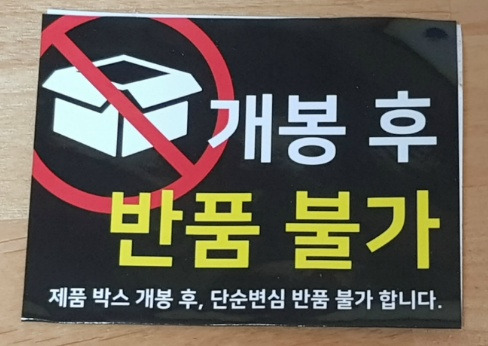 개봉 후
반품 불가
제품 박스 개봉 후, 단순변심 반품 불가 합니다.